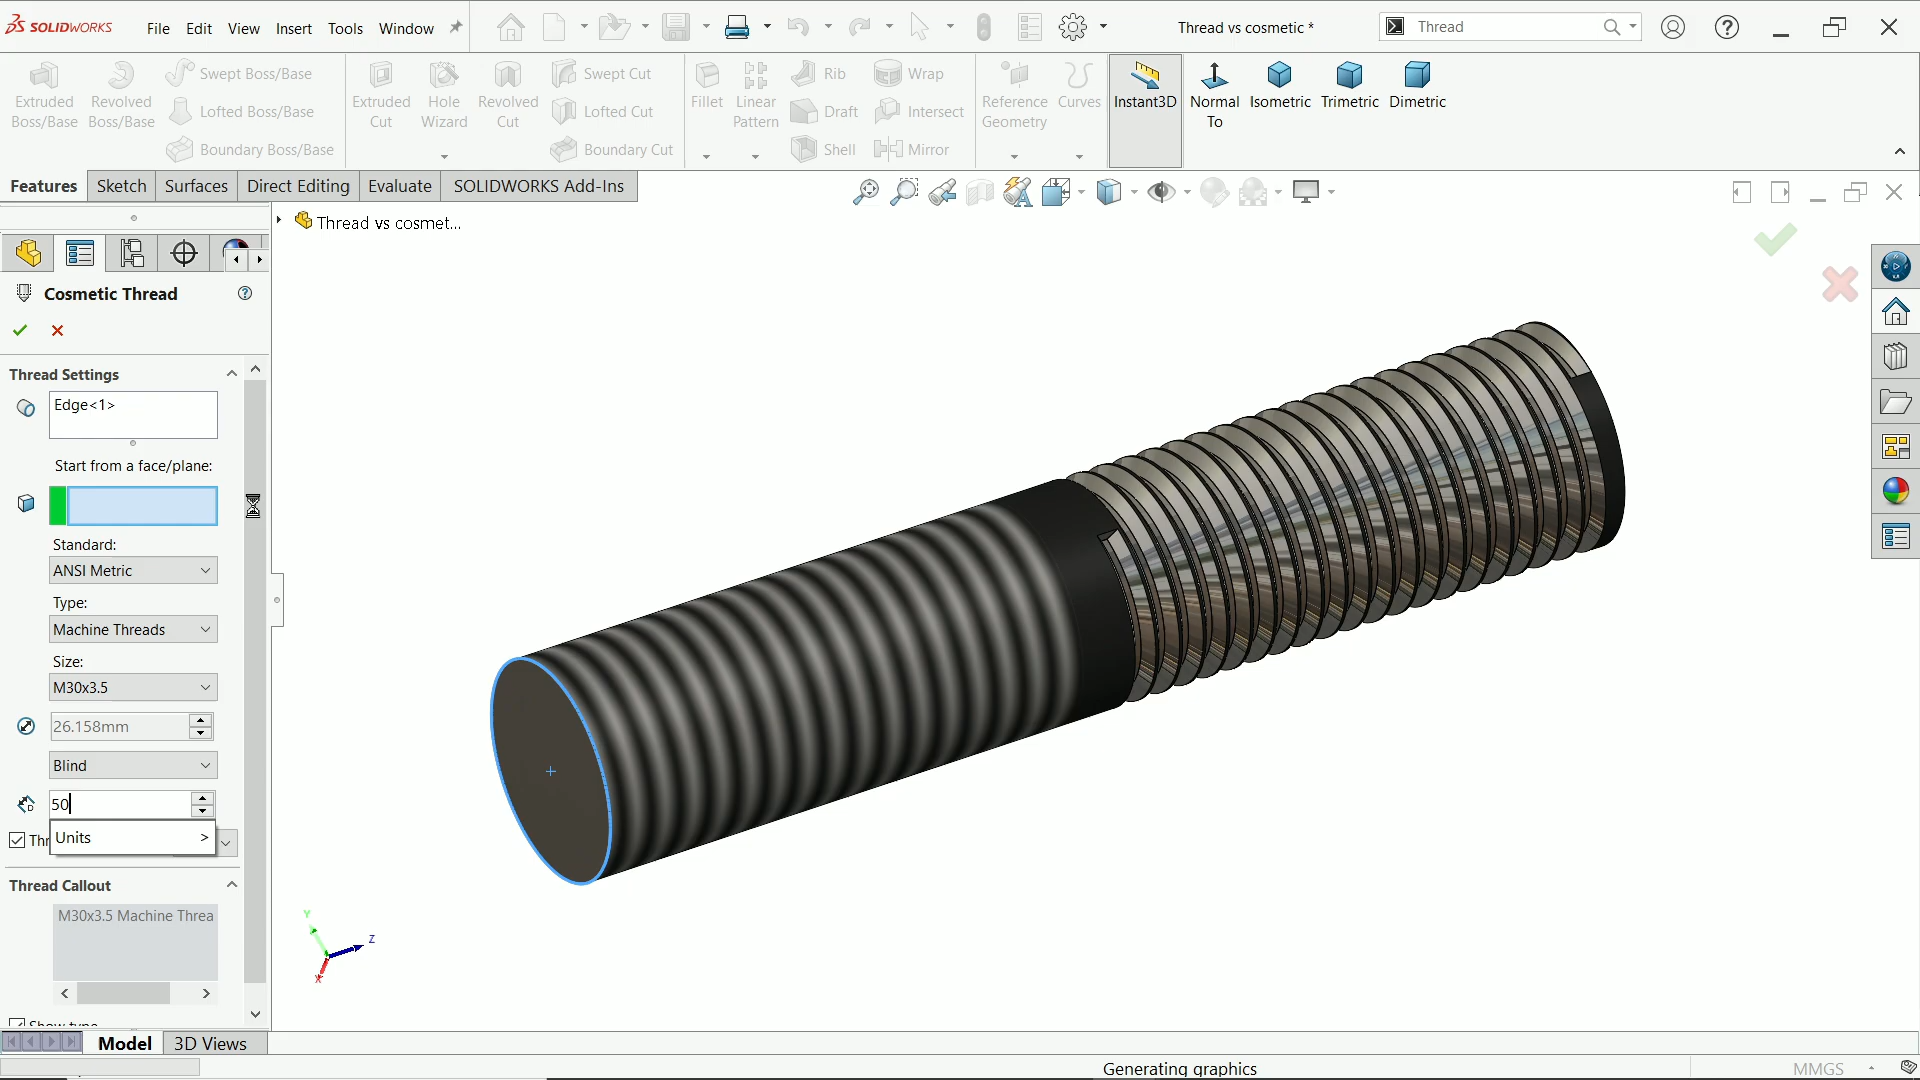 SOLIDWORKS File Edit View Insert Tools Window Thread vs cosmetic * Thread
Extruded Boss/Base
Revolved Boss/Base
Swept Boss/Base
Lofted Boss/Base
Boundary Boss/Base
Extruded Cut
Hole Wizard
Revolved Cut
Swept Cut
Lofted Cut
Boundary Cut
Fillet
Linear Pattern
Rib
Draft
Shell
Wrap
Intersect
Mirror
Reference Geometry
Curves
Instant3D
Normal To
Isometric
Trimetric
Dimetric
Features Sketch Surfaces Direct Editing Evaluate SOLIDWORKS Add-Ins
Thread vs cosmet...
Cosmetic Thread
Thread Settings
Edge<1>
Start from a face/plane:
Standard:
ANSI Metric
Type:
Machine Threads
Size:
M30x3.5
26.158mm
Blind
50
Thr
Units >
Thread Callout
M30x3.5 Machine Threa
Show type
Y
Z
X
Model 3D Views
Generating graphics MMGS